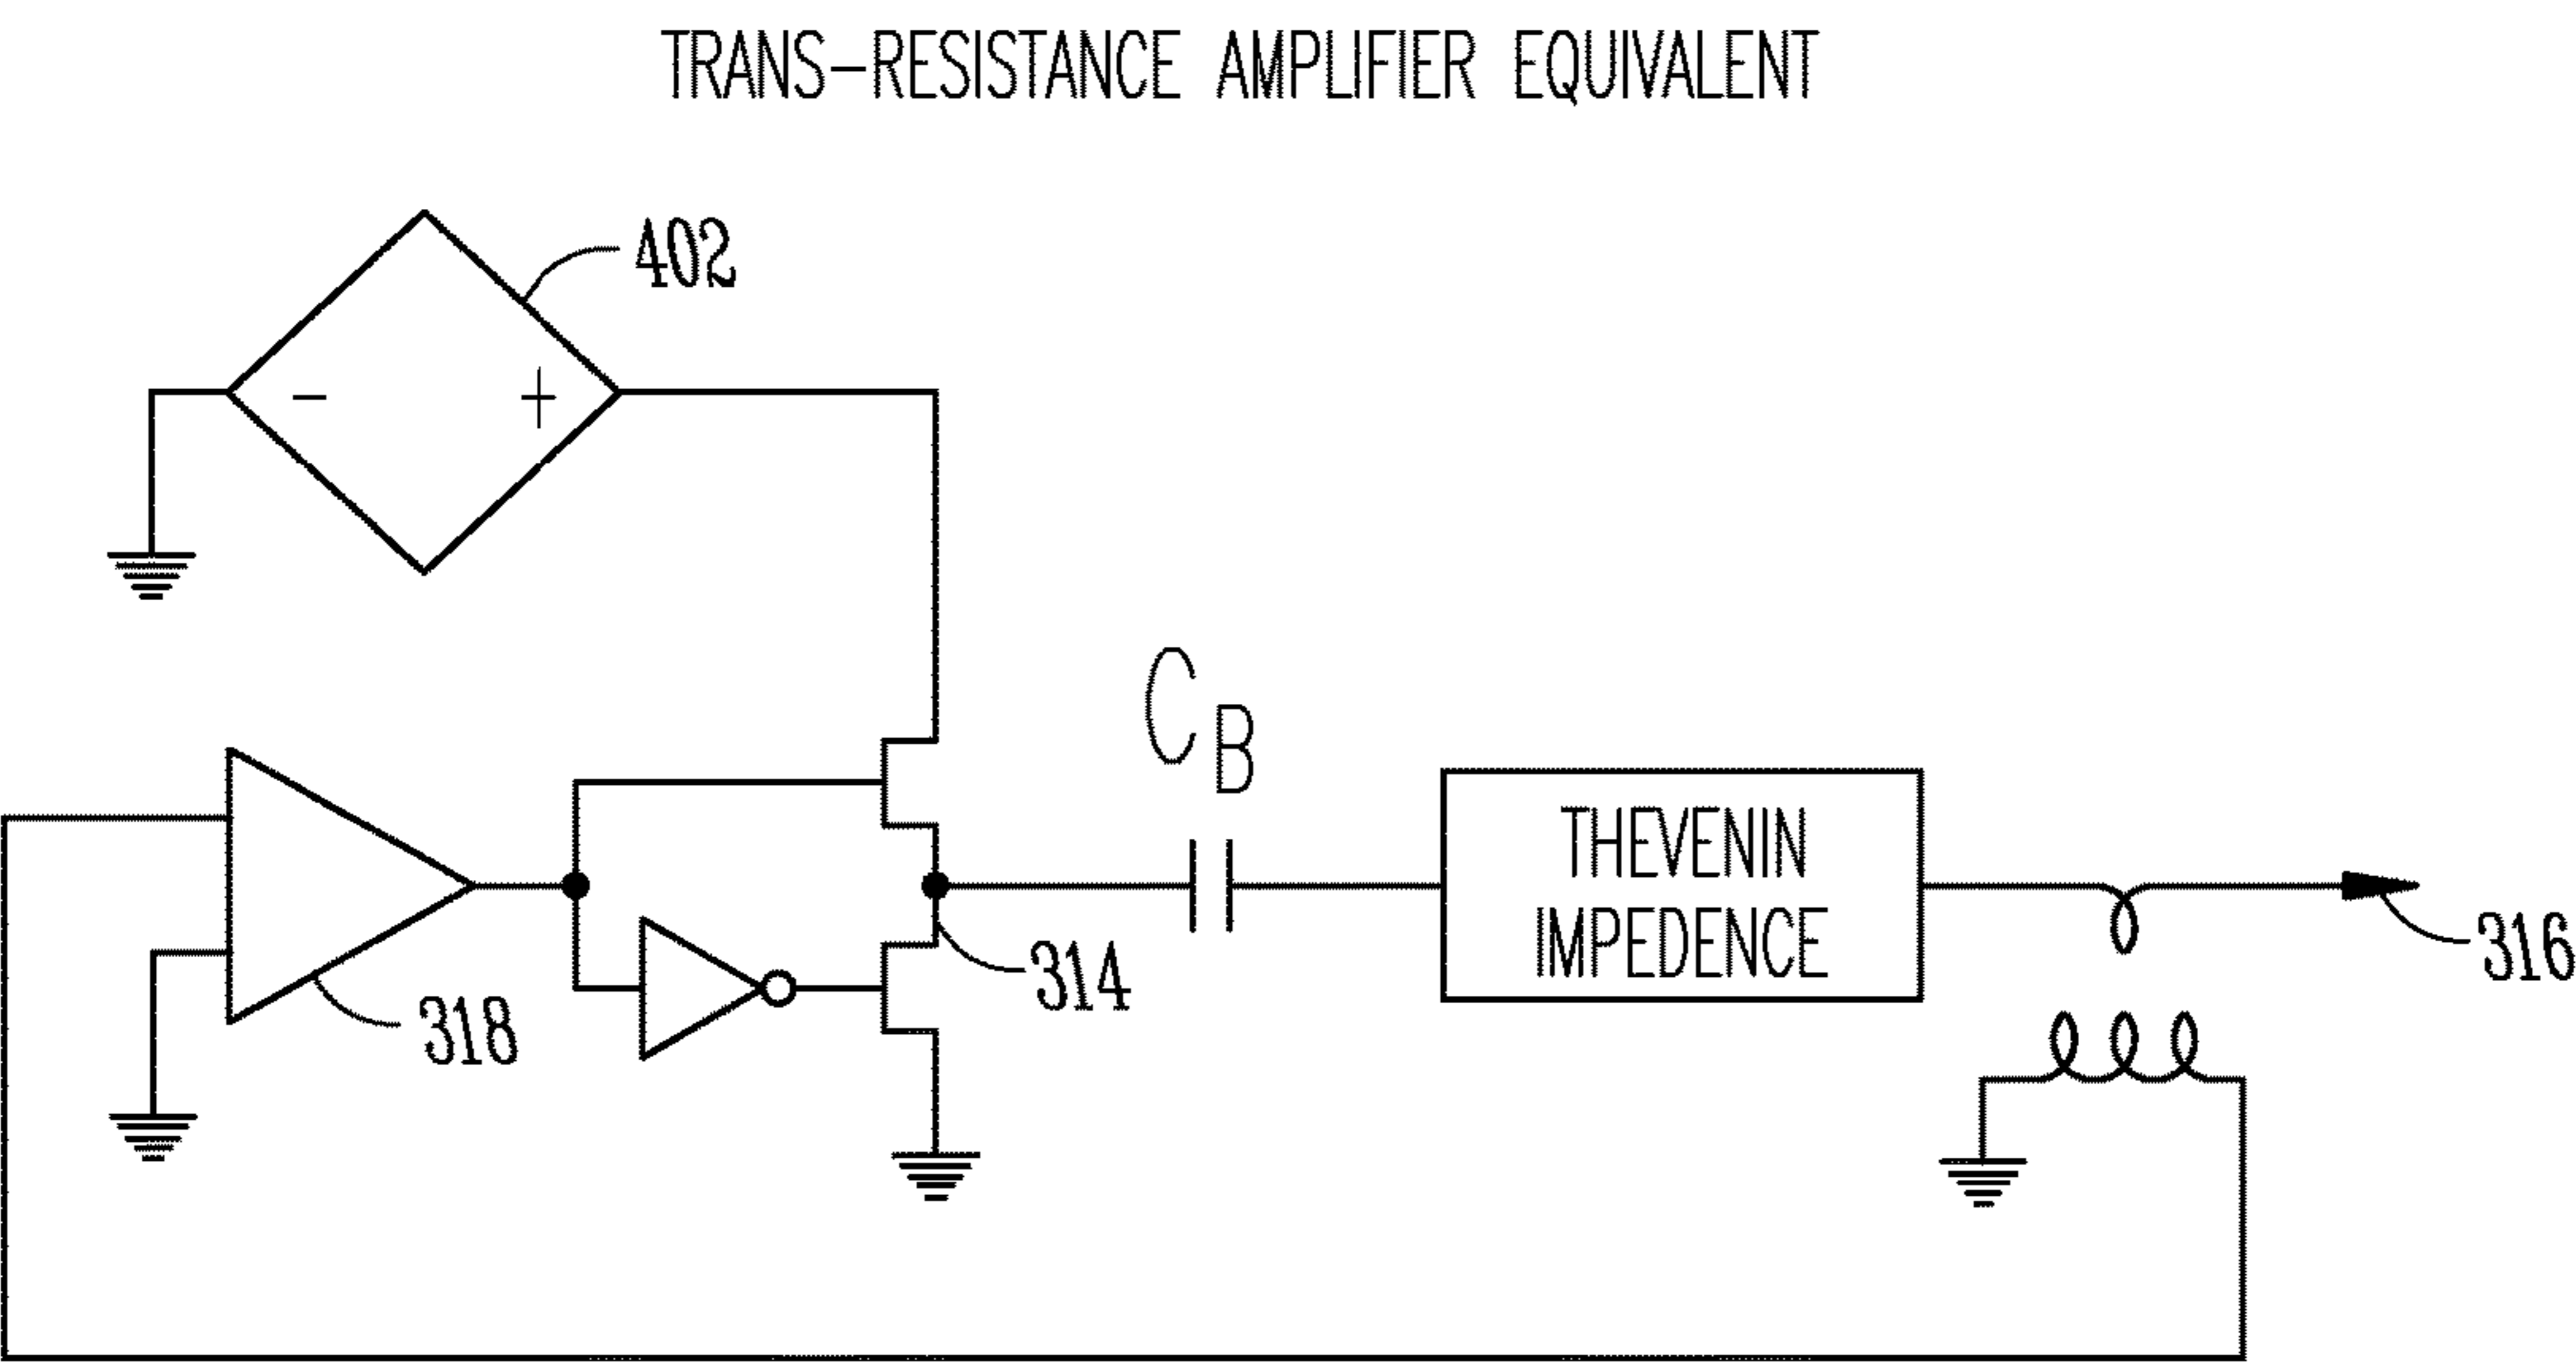 TRANS-RESISTANCE AMPLIFIER EQUIVALENT
402
- +
C B
THEVENIN
IMPEDENCE
314
316
318